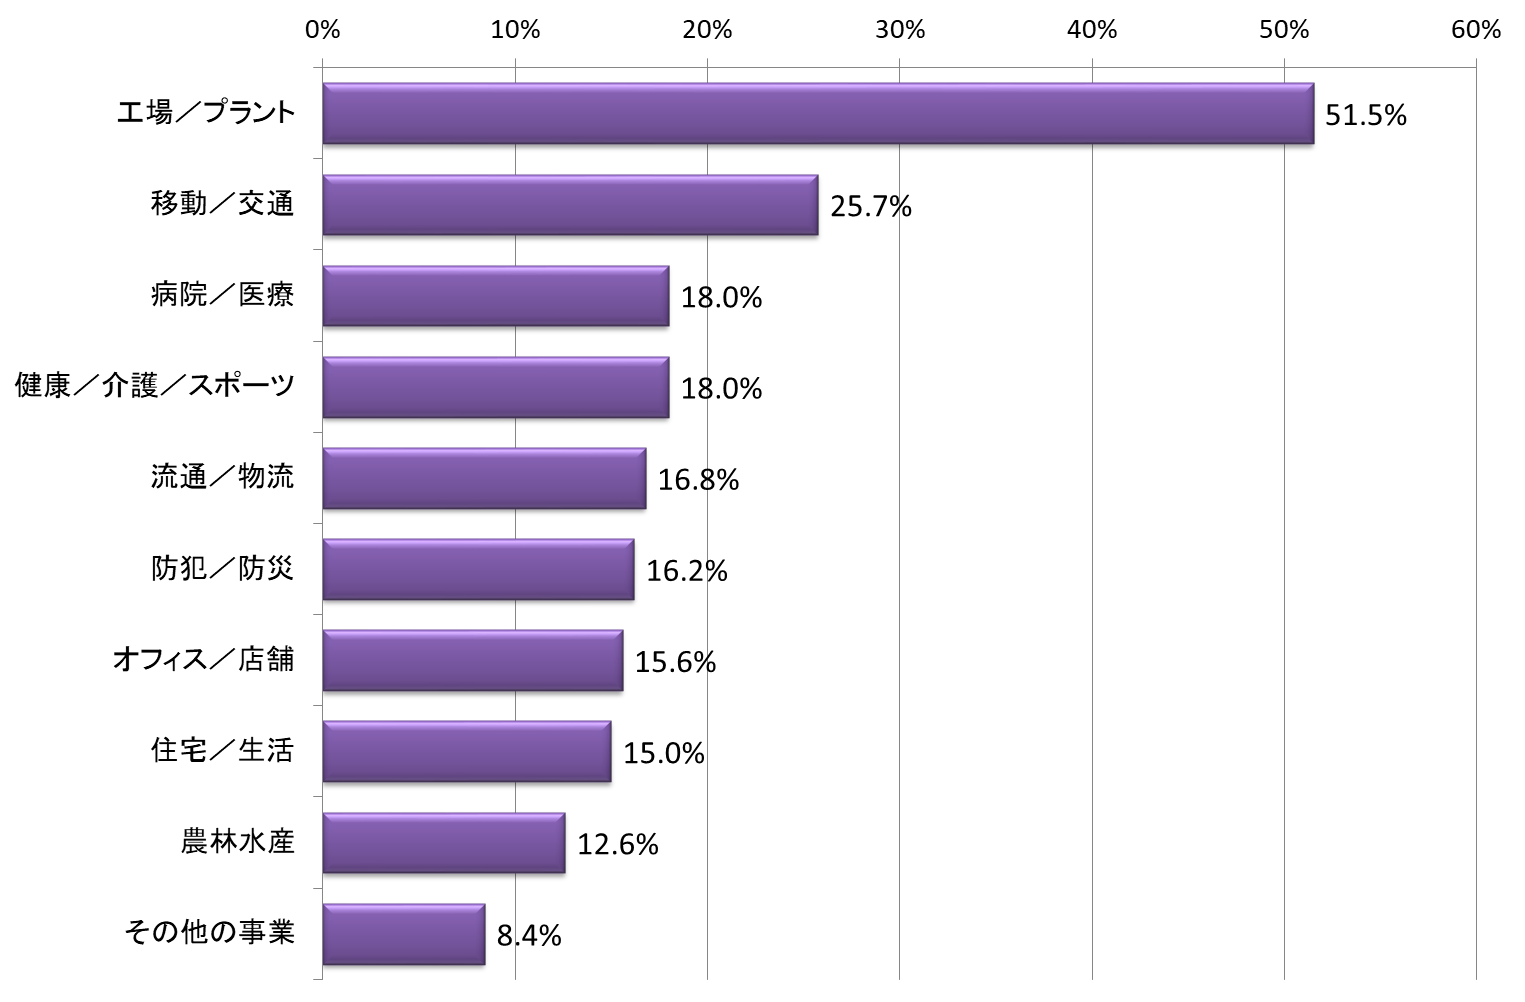 0% 10% 20% 30% 40% 50% 60%
工場／プラント 51.5%
移動／交通 25.7%
病院／医療 18.0%
健康／介護／スポーツ 18.0%
流通／物流 16.8%
防犯／防災 16.2%
オフィス／店舗 15.6%
住宅／生活 15.0%
農林水産 12.6%
その他の事業 8.4%